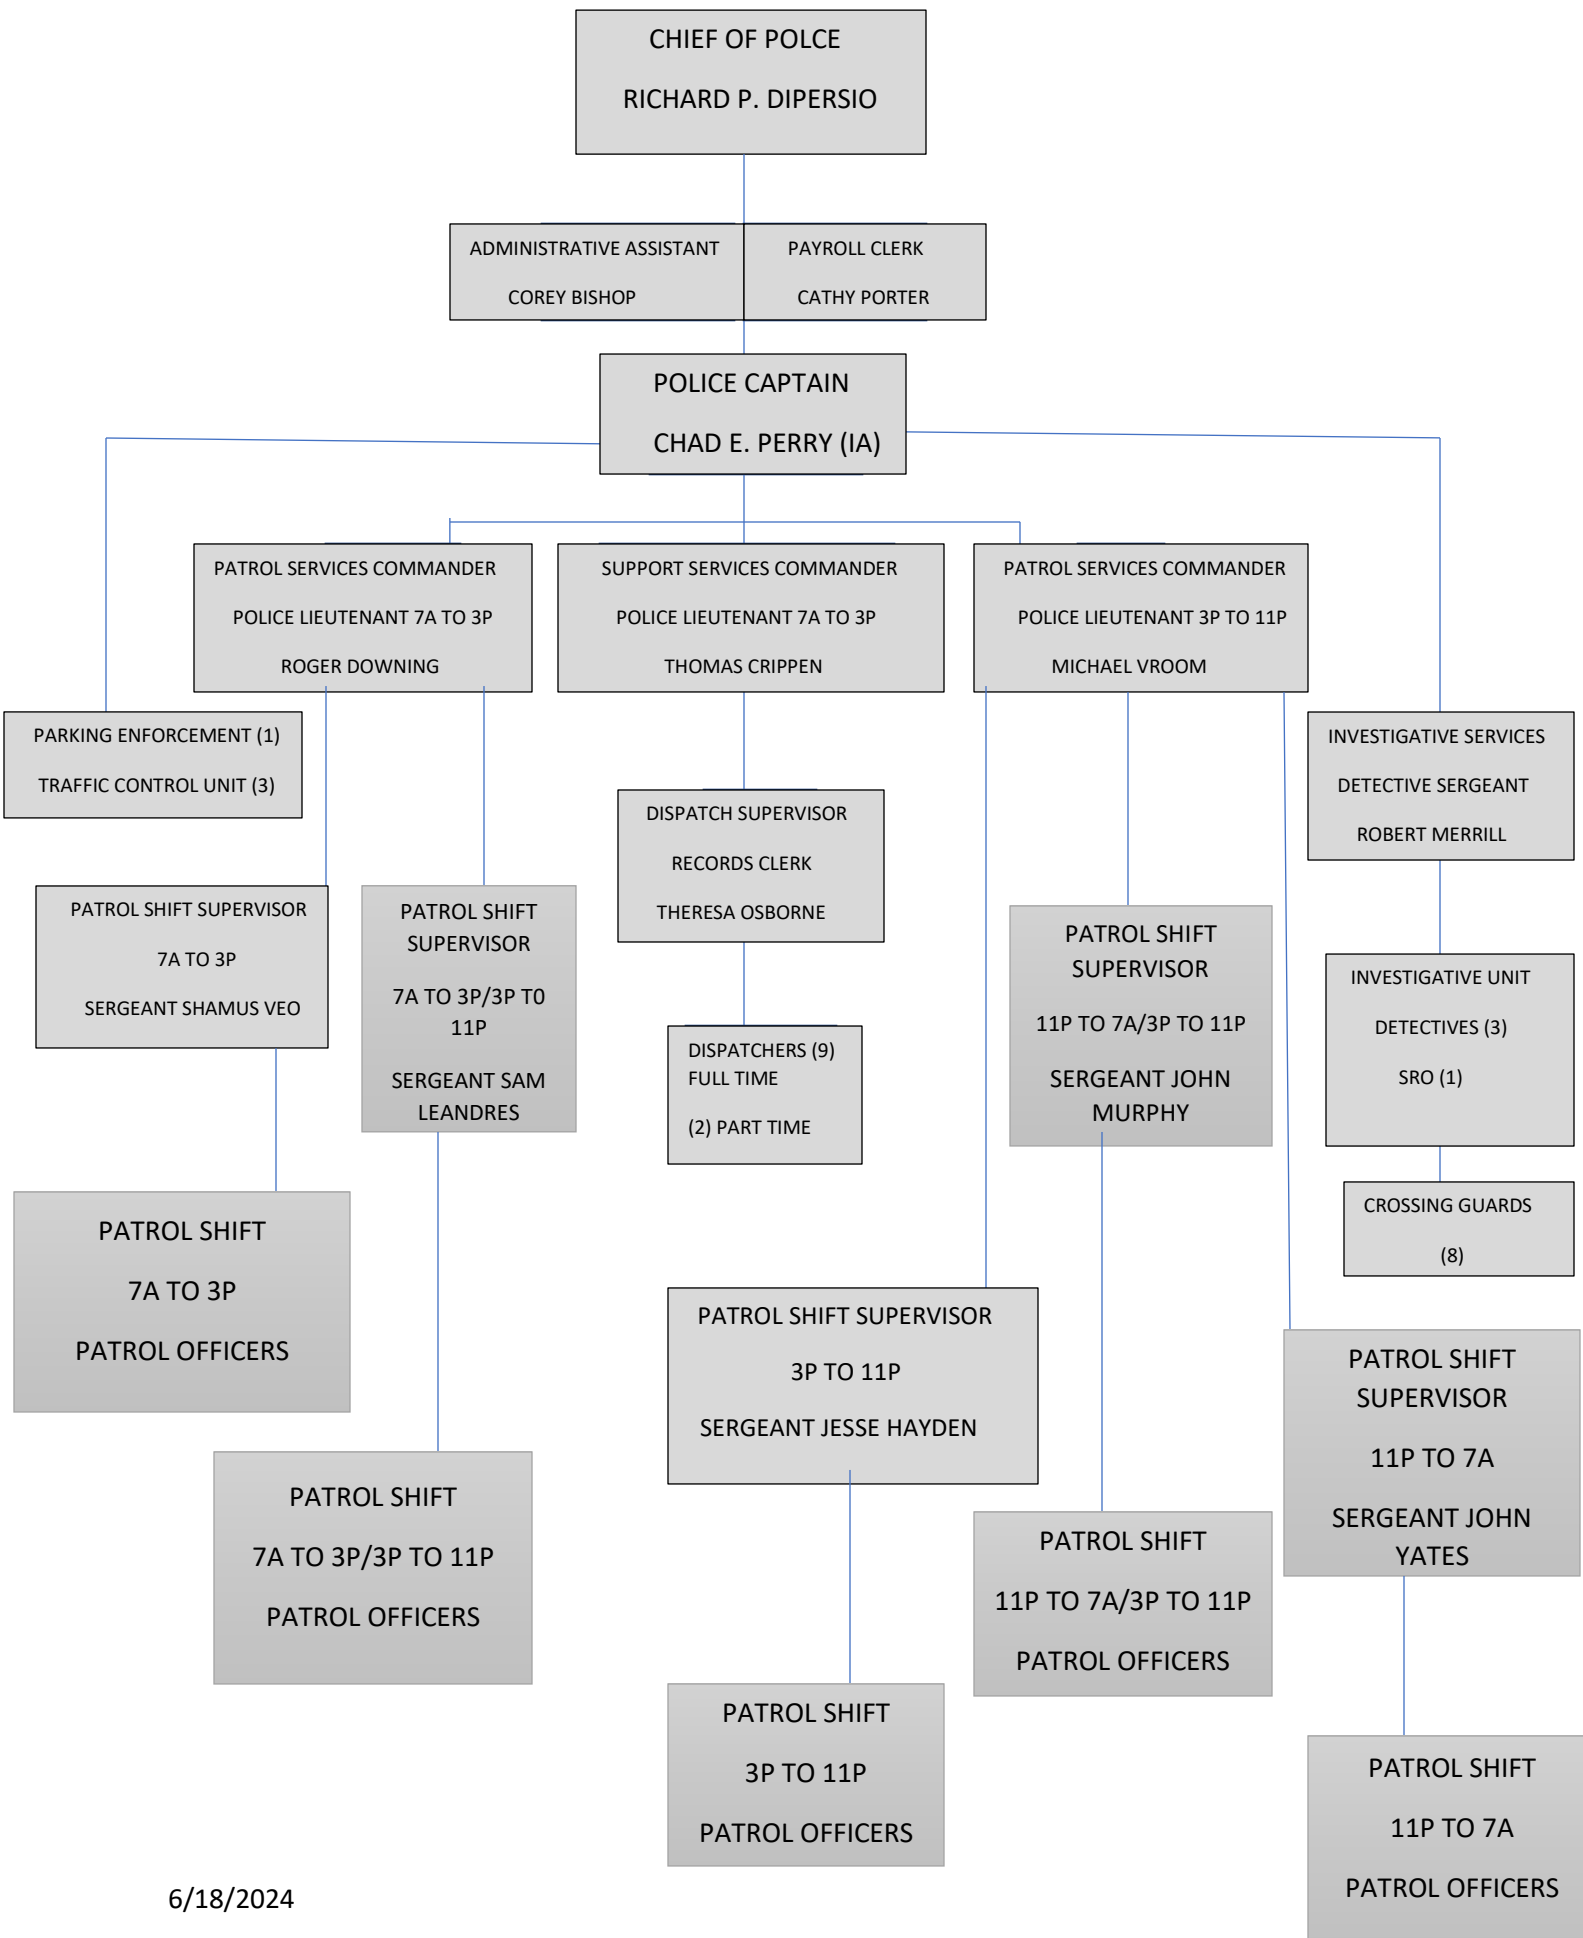 CHIEF OF POLCE
RICHARD P. DIPERSIO
ADMINISTRATIVE ASSISTANT
COREY BISHOP
PAYROLL CLERK
CATHY PORTER
POLICE CAPTAIN
CHAD E. PERRY (IA)
PATROL SERVICES COMMANDER
POLICE LIEUTENANT 7A TO 3P
ROGER DOWNING
SUPPORT SERVICES COMMANDER
POLICE LIEUTENANT 7A TO 3P
THOMAS CRIPPEN
PATROL SERVICES COMMANDER
POLICE LIEUTENANT 3P TO 11P
MICHAEL VROOM
PARKING ENFORCEMENT (1)
TRAFFIC CONTROL UNIT (3)
INVESTIGATIVE SERVICES
DETECTIVE SERGEANT
ROBERT MERRILL
DISPATCH SUPERVISOR
RECORDS CLERK
THERESA OSBORNE
PATROL SHIFT SUPERVISOR
7A TO 3P
SERGEANT SHAMUS VEO
PATROL SHIFT
SUPERVISOR
7A TO 3P/3P T0
11P
SERGEANT SAM
LEANDRES
PATROL SHIFT
SUPERVISOR
11P TO 7A/3P TO 11P
SERGEANT JOHN
MURPHY
INVESTIGATIVE UNIT
DETECTIVES (3)
SRO (1)
DISPATCHERS (9)
FULL TIME
(2) PART TIME
CROSSING GUARDS
(8)
PATROL SHIFT
7A TO 3P
PATROL OFFICERS
PATROL SHIFT SUPERVISOR
3P TO 11P
SERGEANT JESSE HAYDEN
PATROL SHIFT
SUPERVISOR
11P TO 7A
SERGEANT JOHN
YATES
PATROL SHIFT
7A TO 3P/3P TO 11P
PATROL OFFICERS
PATROL SHIFT
11P TO 7A/3P TO 11P
PATROL OFFICERS
PATROL SHIFT
3P TO 11P
PATROL OFFICERS
PATROL SHIFT
11P TO 7A
PATROL OFFICERS
6/18/2024